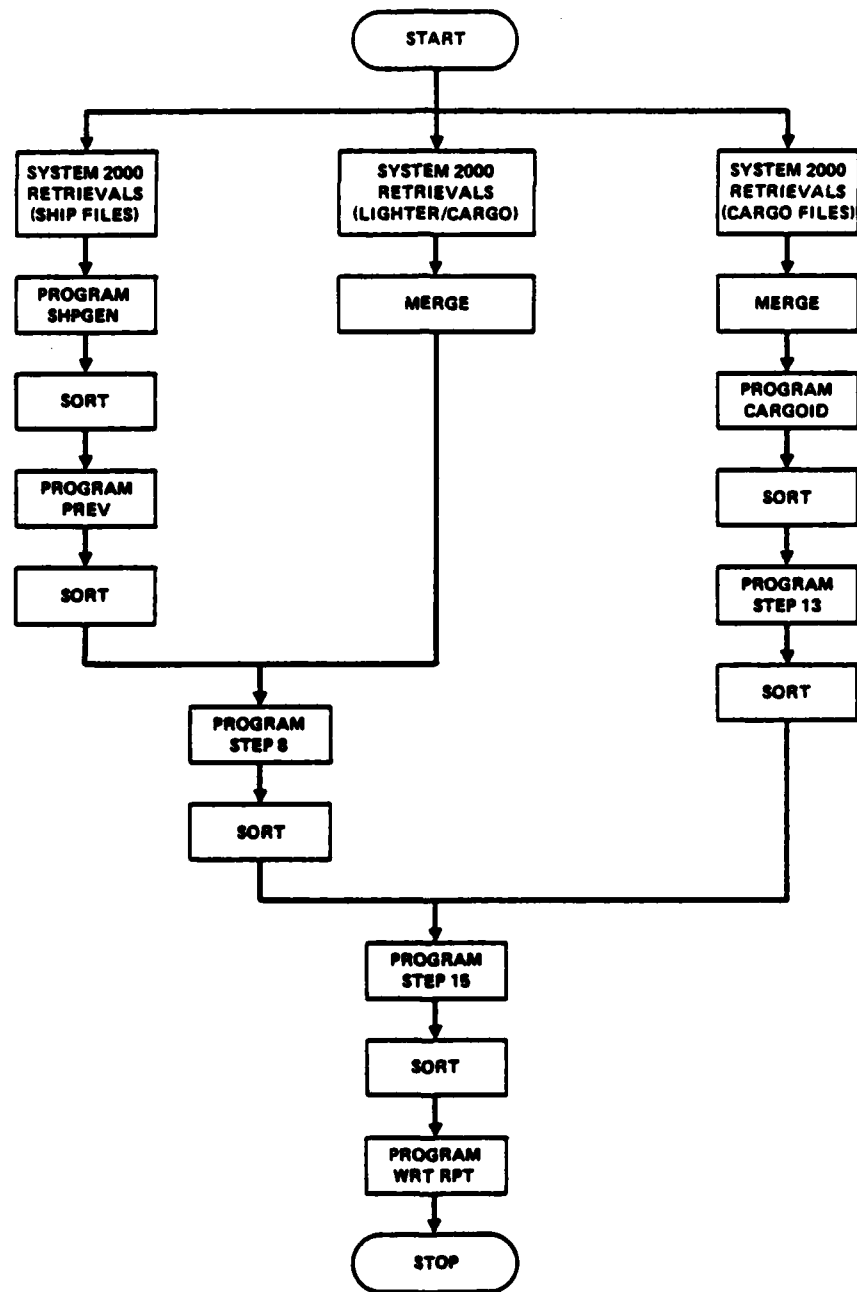 START
SYSTEM 2000
RETRIEVALS
(SHIP FILES)
SYSTEM 2000
RETRIEVALS
(LIGHTER/CARGO)
SYSTEM 2000
RETRIEVALS
(CARGO FILES)
PROGRAM
SHPGEN
MERGE
MERGE
SORT
PROGRAM
CARGOID
PROGRAM
PREV
SORT
SORT
PROGRAM
STEP 13
SORT
PROGRAM
STEP 8
SORT
PROGRAM
STEP 15
SORT
PROGRAM
WRT RPT
STOP